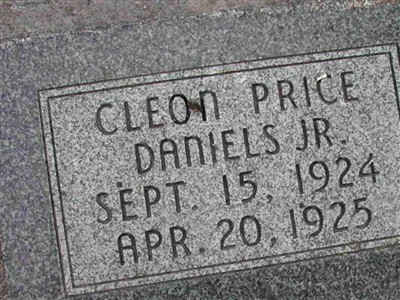 CLEON PRICE
DANIELS JR.
SEPT. 15, 1924
APR. 20, 1925